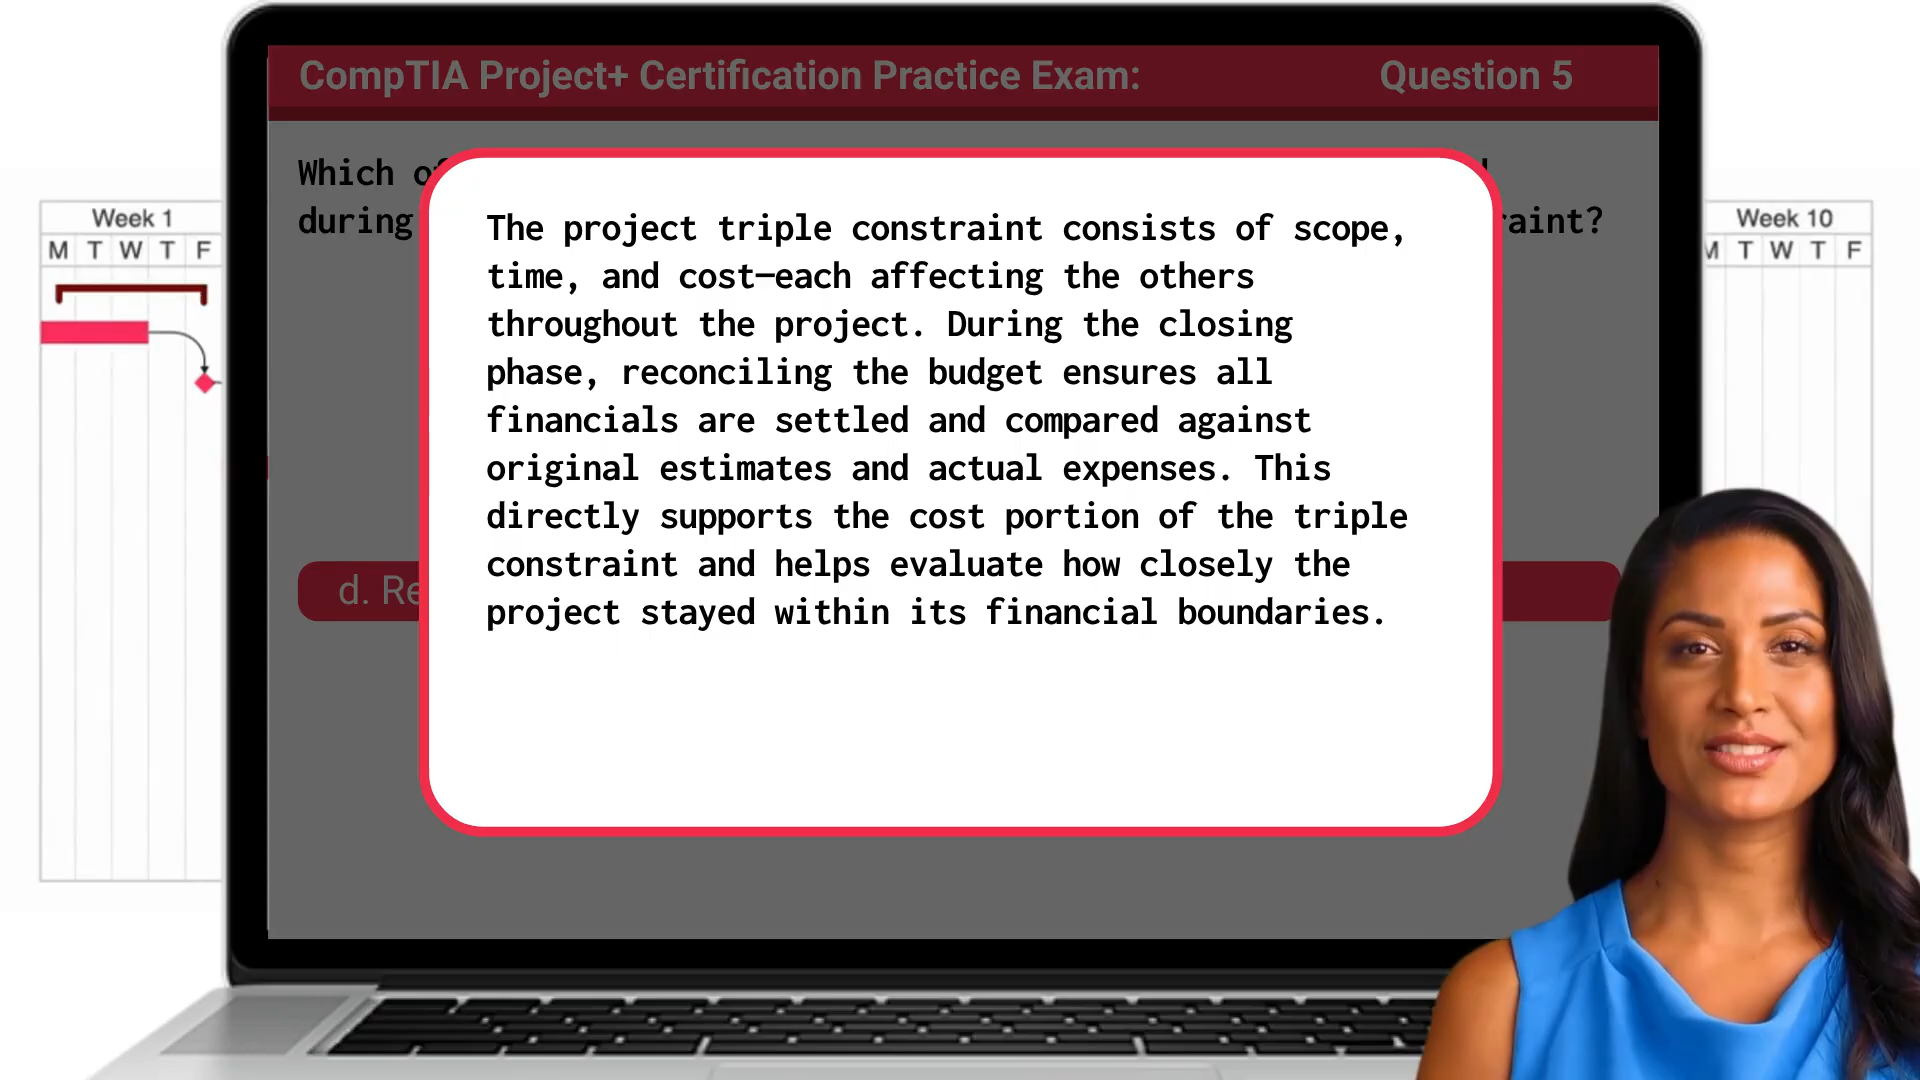 CompTIA Project+ Certification Practice Exam: Question 5
Which
during raint?
The project triple constraint consists of scope,
time, and cost—each affecting the others
throughout the project. During the closing
phase, reconciling the budget ensures all
financials are settled and compared against
original estimates and actual expenses. This
directly supports the cost portion of the triple
constraint and helps evaluate how closely the
project stayed within its financial boundaries.
d. Re
Week 1
M T W T F
Week 10
M T W T F